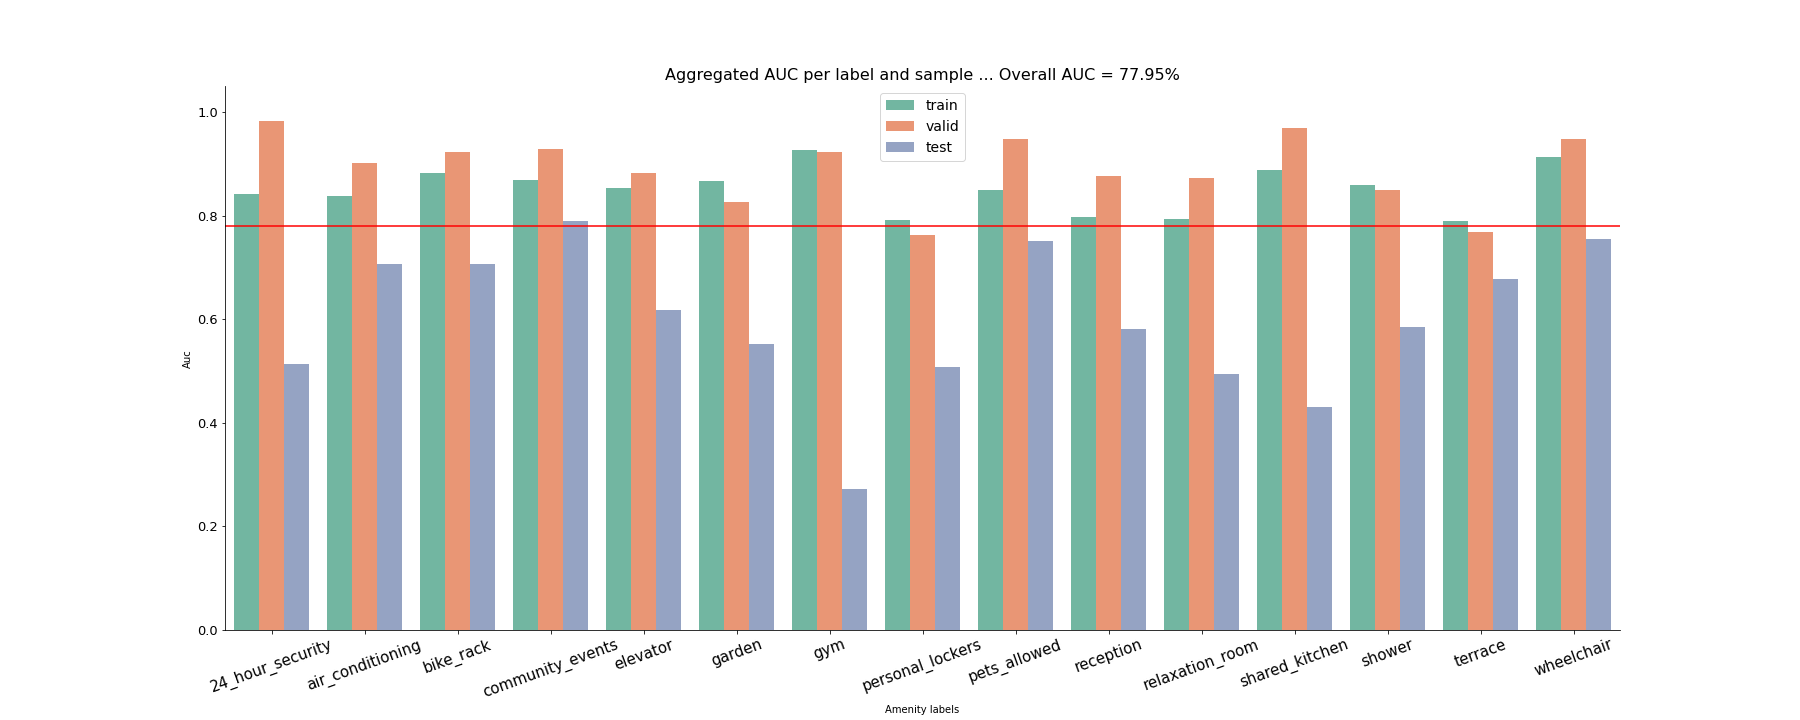 Aggregated AUC per label and sample ... Overall AUC = 77.95%
train
valid
test
1.0
0.8
0.6
0.4
0.2
0.0
Auc
24_hour_security
air_conditioning
bike_rack
community_events
elevator
garden
gym
personal_lockers
pets_allowed
reception
relaxation_room
shared_kitchen
shower
terrace
wheelchair
Amenity labels